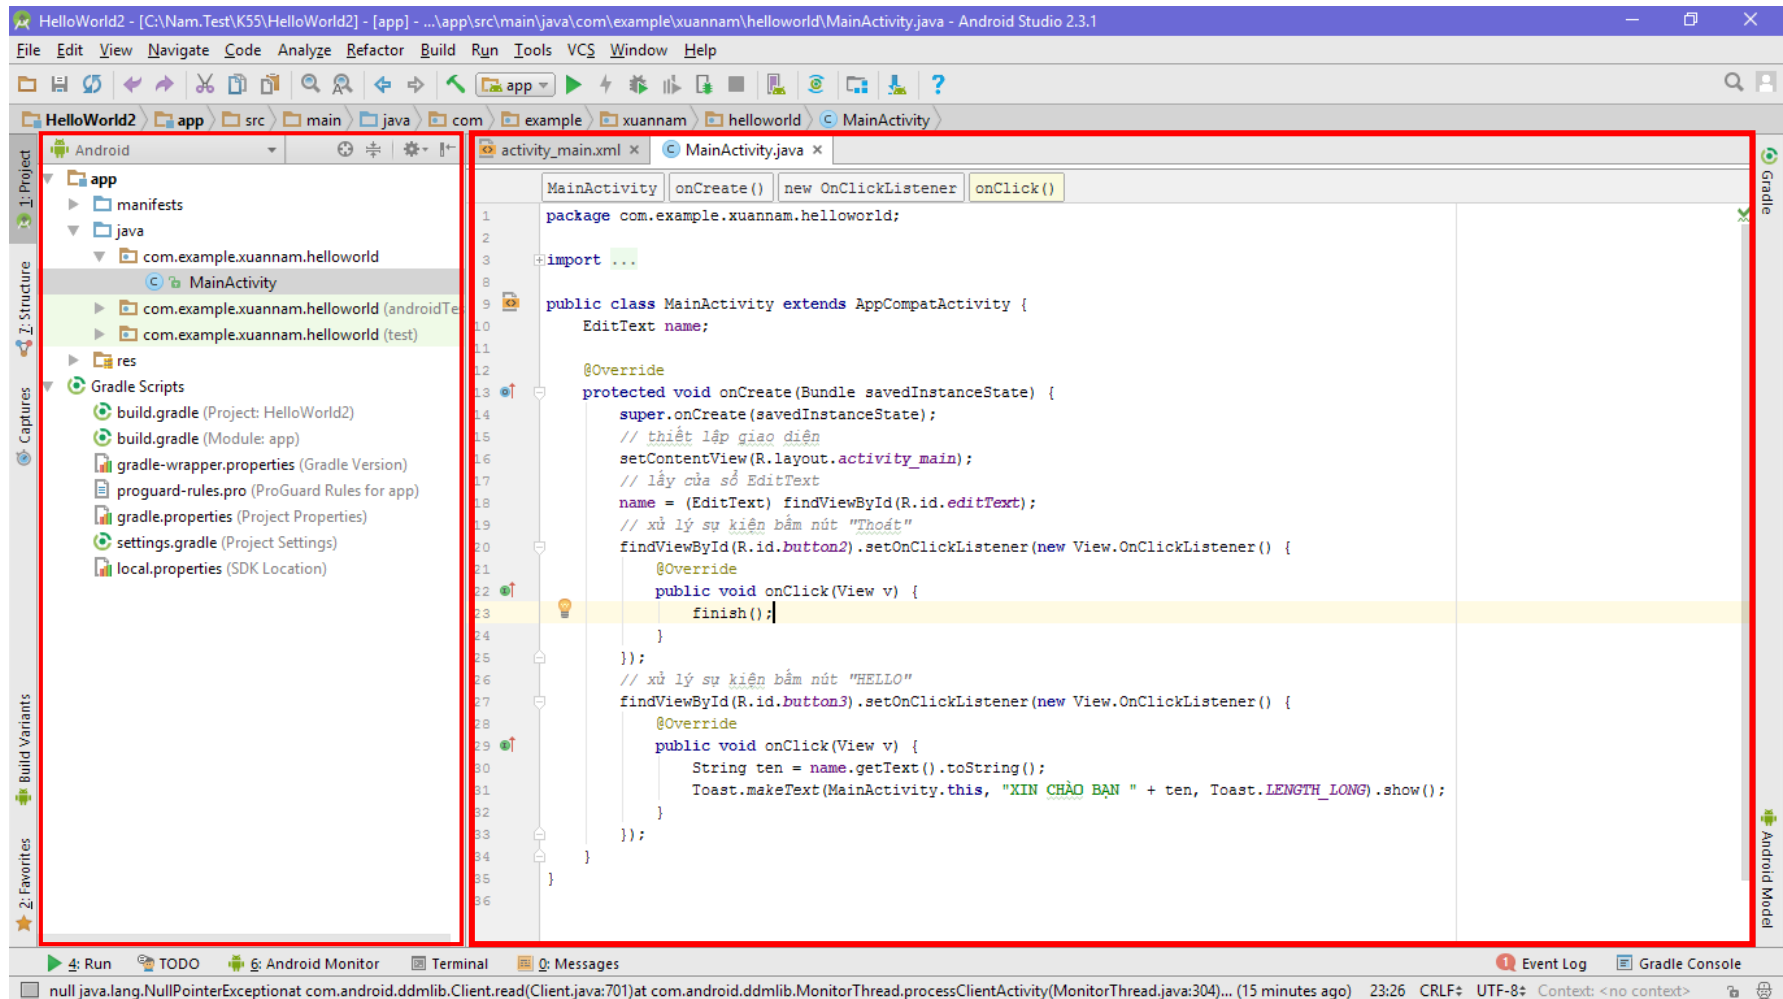 HelloWorld2 - [C:\Nam.Test\K55\HelloWorld2] - [app] - ...\app\src\main\java\com\example\xuannam\helloworld\MainActivity.java - Android Studio 2.3.1
File Edit View Navigate Code Analyze Refactor Build Run Tools VCS Window Help
app
HelloWorld2 app src main java com example xuannam helloworld MainActivity
1: Project
7: Structure
Captures
Build Variants
2: Favorites
Android
app
manifests
java
com.example.xuannam.helloworld
MainActivity
com.example.xuannam.helloworld (androidTes
com.example.xuannam.helloworld (test)
res
Gradle Scripts
build.gradle (Project: HelloWorld2)
build.gradle (Module: app)
gradle-wrapper.properties (Gradle Version)
proguard-rules.pro (ProGuard Rules for app)
gradle.properties (Project Properties)
settings.gradle (Project Settings)
local.properties (SDK Location)
activity_main.xml MainActivity.java
MainActivity onCreate() new OnClickListener onClick()
1 package com.example.xuannam.helloworld;
2
3 import ...
8
9 public class MainActivity extends AppCompatActivity {
10 EditText name;
11
12 @Override
13 protected void onCreate(Bundle savedInstanceState) {
14 super.onCreate(savedInstanceState);
15 // thiết lập giao diện
16 setContentView(R.layout.activity_main);
17 // lấy của sổ EditText
18 name = (EditText) findViewById(R.id.editText);
19 // xử lý sự kiện bấm nút "Thoát"
20 findViewById(R.id.button2).setOnClickListener(new View.OnClickListener() {
21 @Override
22 public void onClick(View v) {
23 finish();
24 }
25 });
26 // xử lý sự kiện bấm nút "HELLO"
27 findViewById(R.id.button3).setOnClickListener(new View.OnClickListener() {
28 @Override
29 public void onClick(View v) {
30 String ten = name.getText().toString();
31 Toast.makeText(MainActivity.this, "XIN CHÀO BẠN " + ten, Toast.LENGTH_LONG).show();
32 }
33 });
34 }
35 }
36
Gradle
Android Model
4: Run TODO 6: Android Monitor Terminal 0: Messages 1 Event Log Gradle Console
null java.lang.NullPointerExceptionat com.android.ddmlib.Client.read(Client.java:701)at com.android.ddmlib.MonitorThread.processClientActivity(MonitorThread.java:304)... (15 minutes ago) 23:26 CRLF UTF-8 Context: <no context>